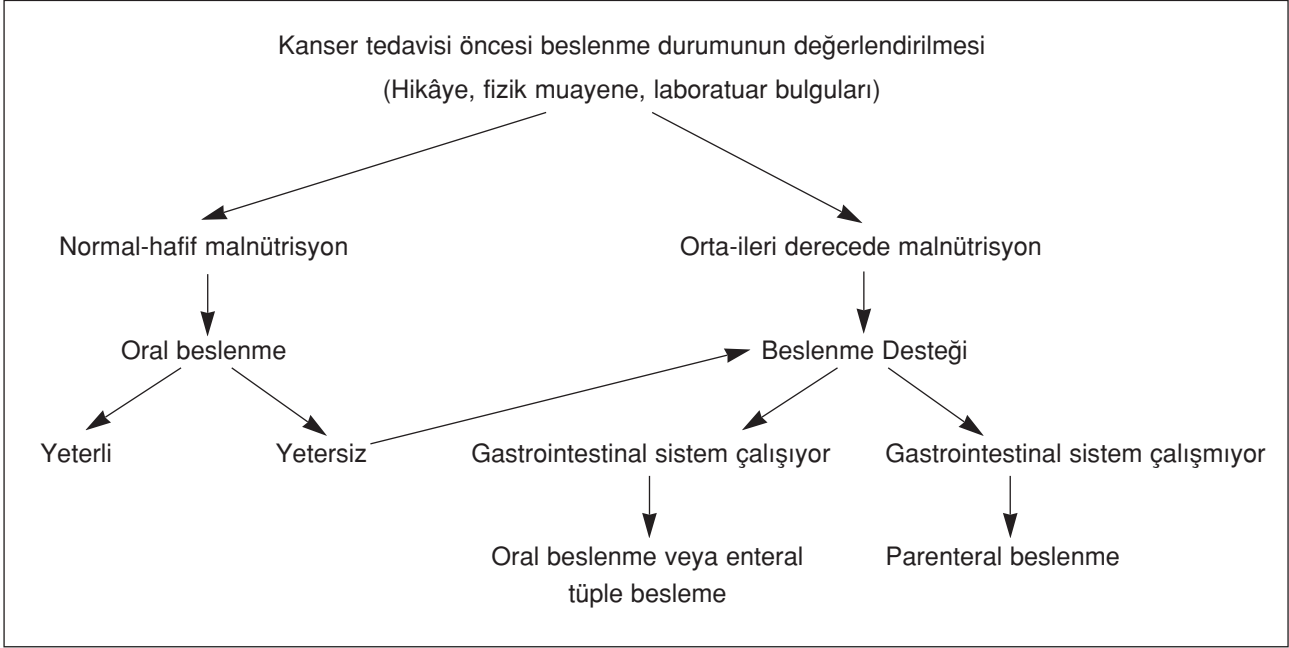 Kanser tedavisi öncesi beslenme durumunun değerlendirilmesi
(Hikâye, fizik muayene, laboratuar bulguları)
Normal-hafif malnütrisyon
Orta-ileri derecede malnütrisyon
Oral beslenme
Beslenme Desteği
Yeterli
Yetersiz
Gastrointestinal sistem çalışıyor
Gastrointestinal sistem çalışmıyor
Oral beslenme veya enteral
tüple besleme
Parenteral beslenme